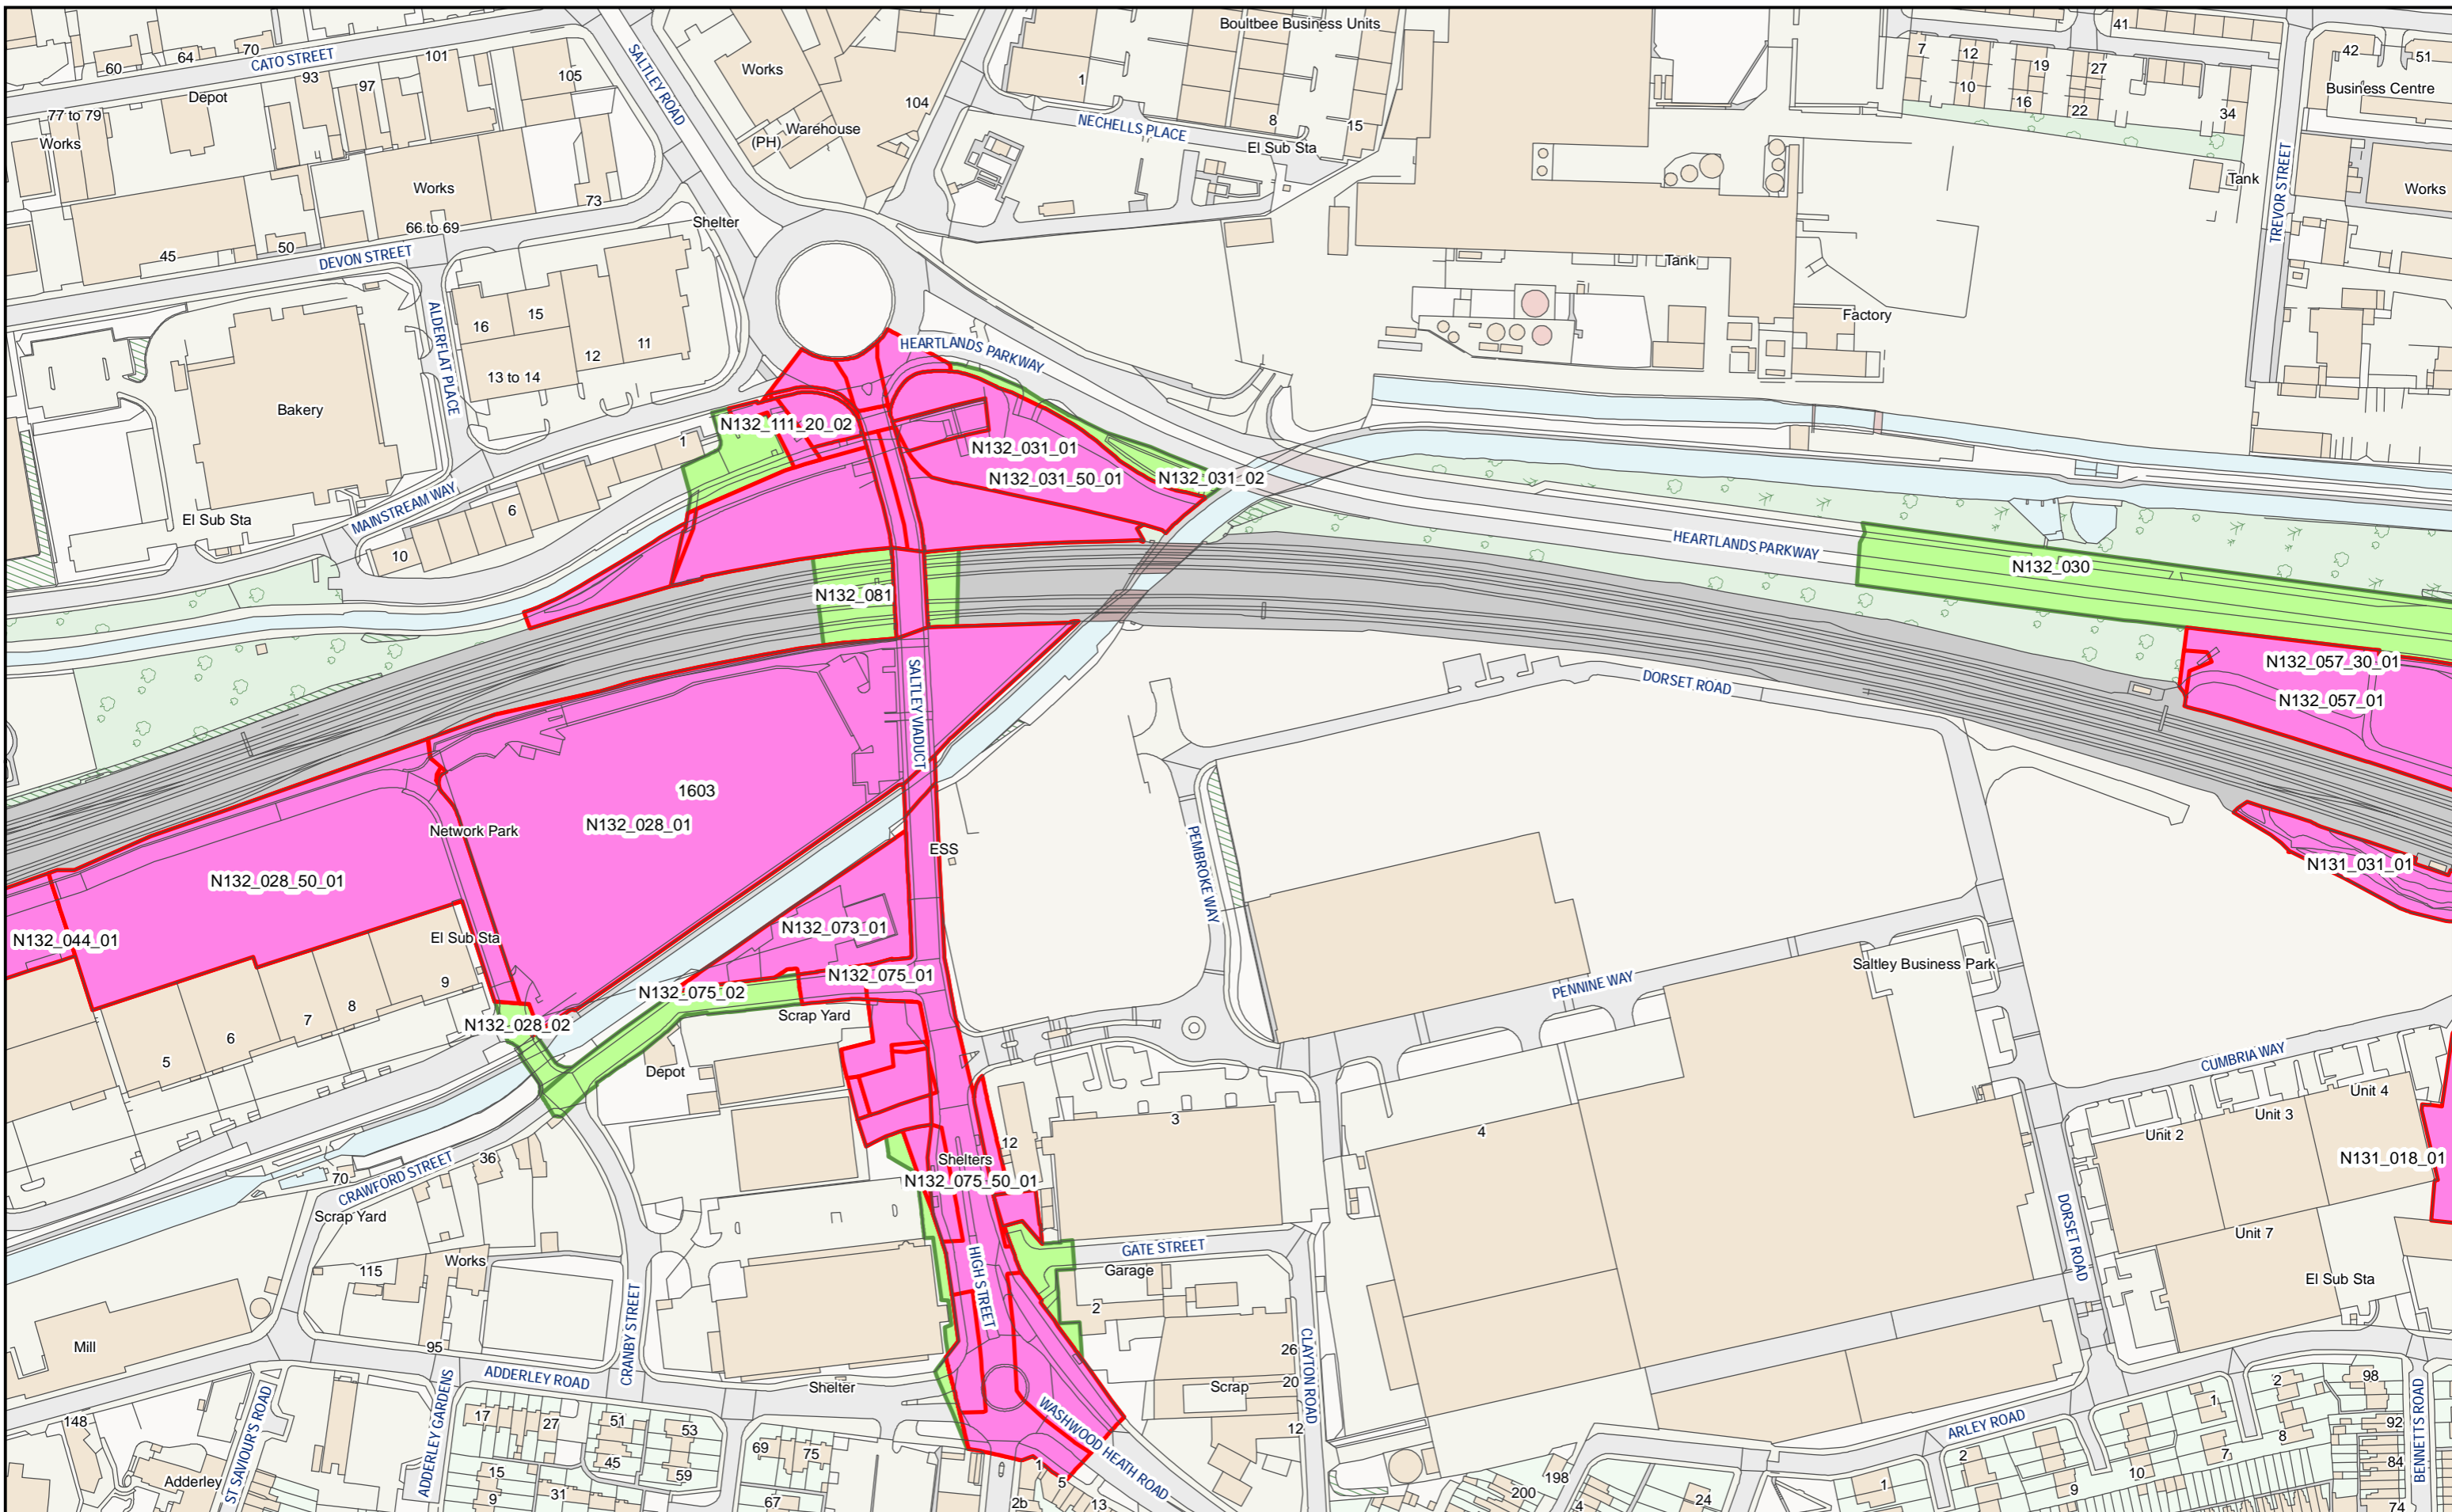 Boultbee Business Units
41
70
64
60
CATO STREET
101
93
97
105
Depot
77 to 79
Works
SALTLEY ROAD
Works
104
Warehouse
(PH)
1
NECHELLS PLACE
8
15
El Sub Sta
7
12
10
19
16
27
22
34
42
51
Business Centre
Tank
Works
TREVOR STREET
Works
73
66 to 69
50
45
DEVON STREET
Shelter
Tank
Factory
ALDERFLAT PLACE
16
15
12
11
13 to 14
Bakery
HEARTLANDS PARKWAY
N132_111_20_02
1
N132_031_01
N132_031_50_01
N132_031_02
MAINSTREAM WAY
6
El Sub Sta
10
HEARTLANDS PARKWAY
N132_030
N132_081
SALTLEY VIADUCT
DORSET ROAD
N132_057_30_01
N132_057_01
1603
N132_028_01
Network Park
ESS
PEMBROKE WAY
N131_031_01
N132_028_50_01
N132_044_01
El Sub Sta
N132_073_01
N132_075_01
N132_075_02
9
8
7
6
5
N132_028_02
Scrap Yard
Saltley Business Park
PENNINE WAY
Depot
CUMBRIA WAY
Unit 4
Unit 3
Unit 2
3
4
12
Shelters
N132_075_50_01
N131_018_01
36
70
CRAWFORD STREET
Scrap Yard
Works
115
HIGH STREET
GATE STREET
Garage
2
DORSET ROAD
Unit 7
El Sub Sta
Mill
95
CRANBY STREET
ADDERLEY ROAD
Shelter
26
20
12
Scrap
CLAYTON ROAD
WASHWOOD HEATH ROAD
148
ST SAVIOUR'S ROAD
ADDERLEY GARDENS
Adderley
17
27
51
53
45
59
15
9
31
69
75
67
1
5
2b
13
200
198
4
24
ARLEY ROAD
1
2
9
10
1
2
7
8
98
92
84
74
BENNETTS ROAD